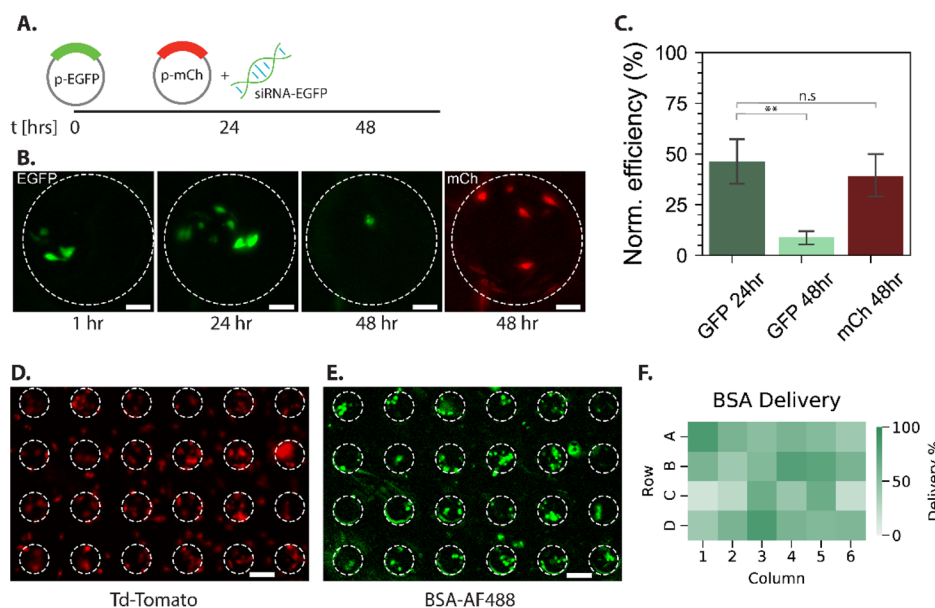 A.
p-EGFP
p-mCh
+
siRNA-EGFP
t [hrs] 0 24 48
B.
EGFP
mCh
1 hr 24 hr 48 hr 48 hr
C.
Norm. efficiency (%)
100
75
50
25
0
n.s
**
GFP 24hr
GFP 48hr
mCh 48hr
D.
Td-Tomato
E.
BSA-AF488
F.
BSA Delivery
Row
A
B
C
D
1 2 3 4 5 6
Column
100
50
0
Delivery %